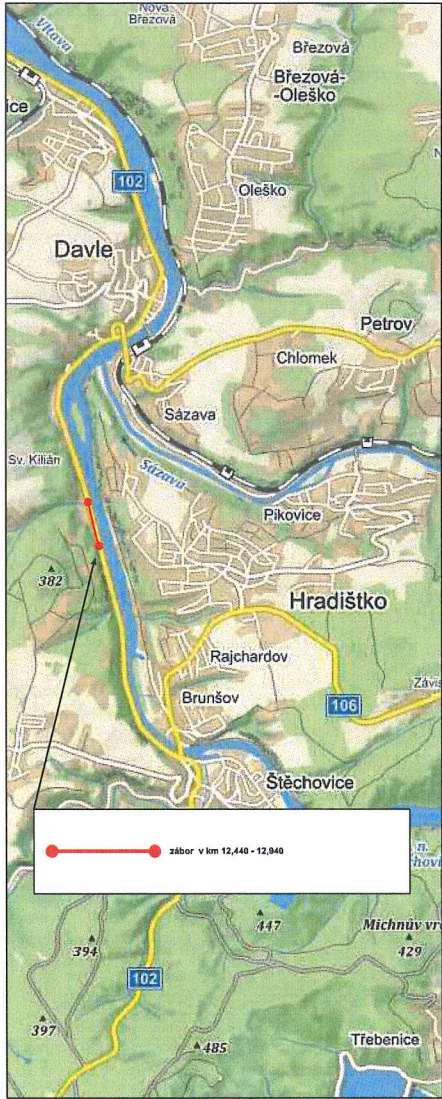 Nová
Březová
Vltava
Březová
Březová-
-Oleško
ice
102
Oleško
Davle
Petrov
Chlomek
Sázava
Sv. Kilián
Sázava
Pikovice
382
Hradištko
Rajchardov
Závis
Brunšov
106
Štěchovice
zábor v km 12,440 - 12,940
n.
chovi
447
Michnův vr
394
429
102
397
485
Třebenice